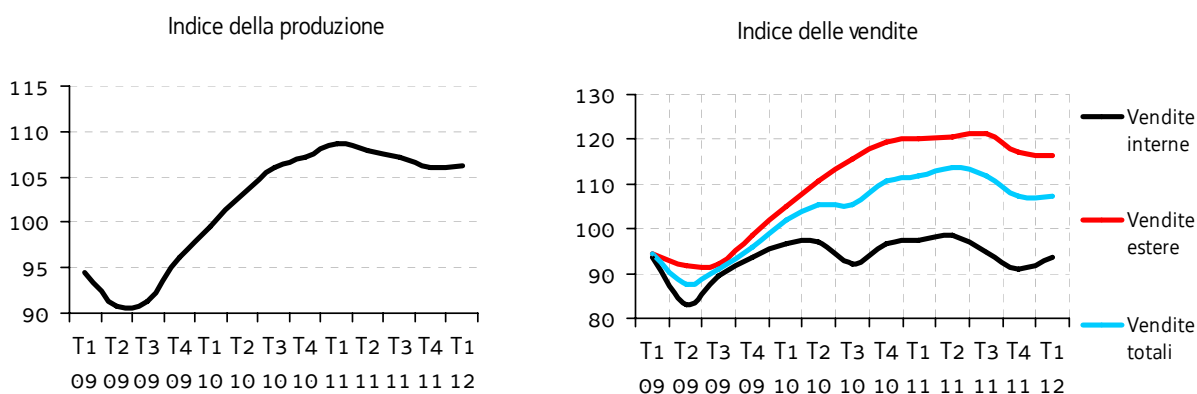 Indice della produzione
115
110
105
100
95
90
T1 T2 T3 T4 T1 T2 T3 T4 T1 T2 T3 T4 T1
09 09 09 09 10 10 10 10 11 11 11 11 12
Indice delle vendite
130
120
110
100
90
80
T1 T2 T3 T4 T1 T2 T3 T4 T1 T2 T3 T4 T1
09 09 09 09 10 10 10 10 11 11 11 11 12
Vendite
interne
Vendite
estere
Vendite
totali